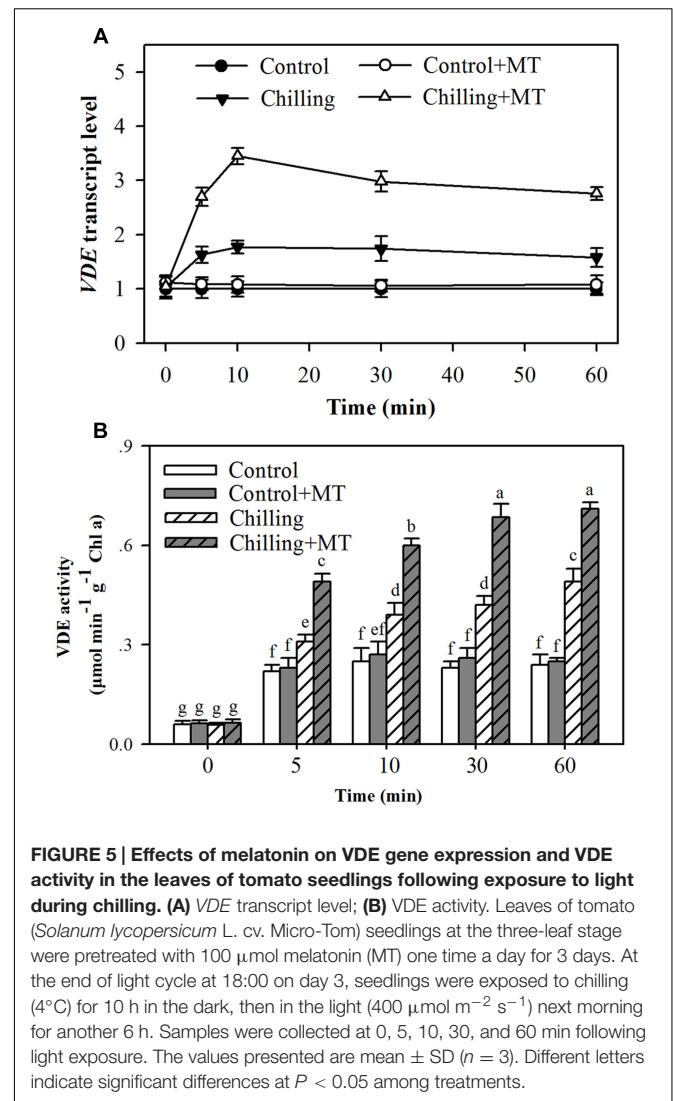 A
Control
Control+MT
Chilling
Chilling+MT
VDE transcript level
5
4
3
2
1
0
0 10 20 30 40 50 60
Time (min)
B
Control
Control+MT
Chilling
Chilling+MT
VDE activity
(μmol min⁻¹ g⁻¹ Chl a)
.9
.6
.3
0.0
g g g g
f f e c
f ef d b
f f d a
f f c a
0 5 10 30 60
Time (min)
FIGURE 5 | Effects of melatonin on VDE gene expression and VDE
activity in the leaves of tomato seedlings following exposure to light
during chilling. (A) VDE transcript level; (B) VDE activity. Leaves of tomato
(Solanum lycopersicum L. cv. Micro-Tom) seedlings at the three-leaf stage
were pretreated with 100 μmol melatonin (MT) one time a day for 3 days. At
the end of light cycle at 18:00 on day 3, seedlings were exposed to chilling
(4°C) for 10 h in the dark, then in the light (400 μmol m⁻² s⁻¹) next morning
for another 6 h. Samples were collected at 0, 5, 10, 30, and 60 min following
light exposure. The values presented are mean ± SD (n = 3). Different letters
indicate significant differences at P < 0.05 among treatments.